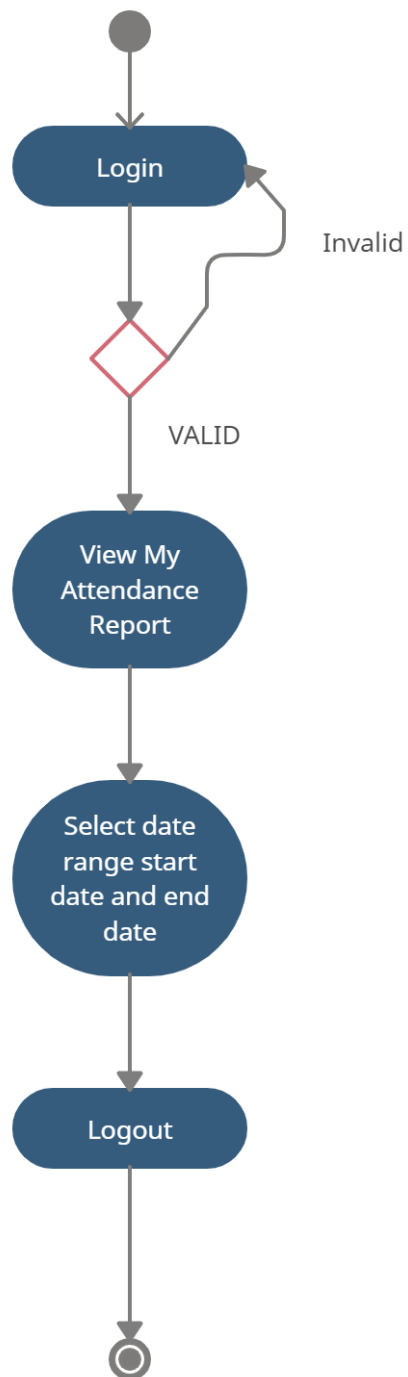 Login
Invalid
VALID
View My
Attendance
Report
Select date
range start
date and end
date
Logout